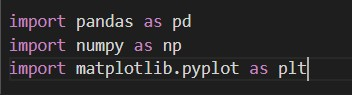 import pandas as pd
import numpy as np
import matplotlib.pyplot as plt